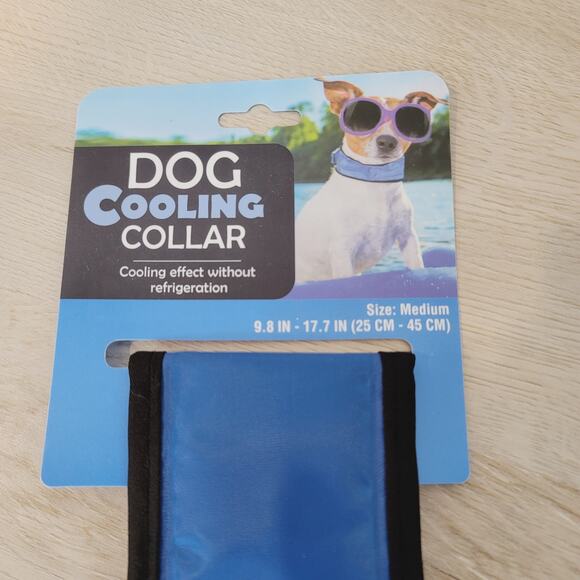 DOG
COOLING
COLLAR
Cooling effect without
refrigeration
Size: Medium
9.8 IN - 17.7 IN (25 CM - 45 CM)